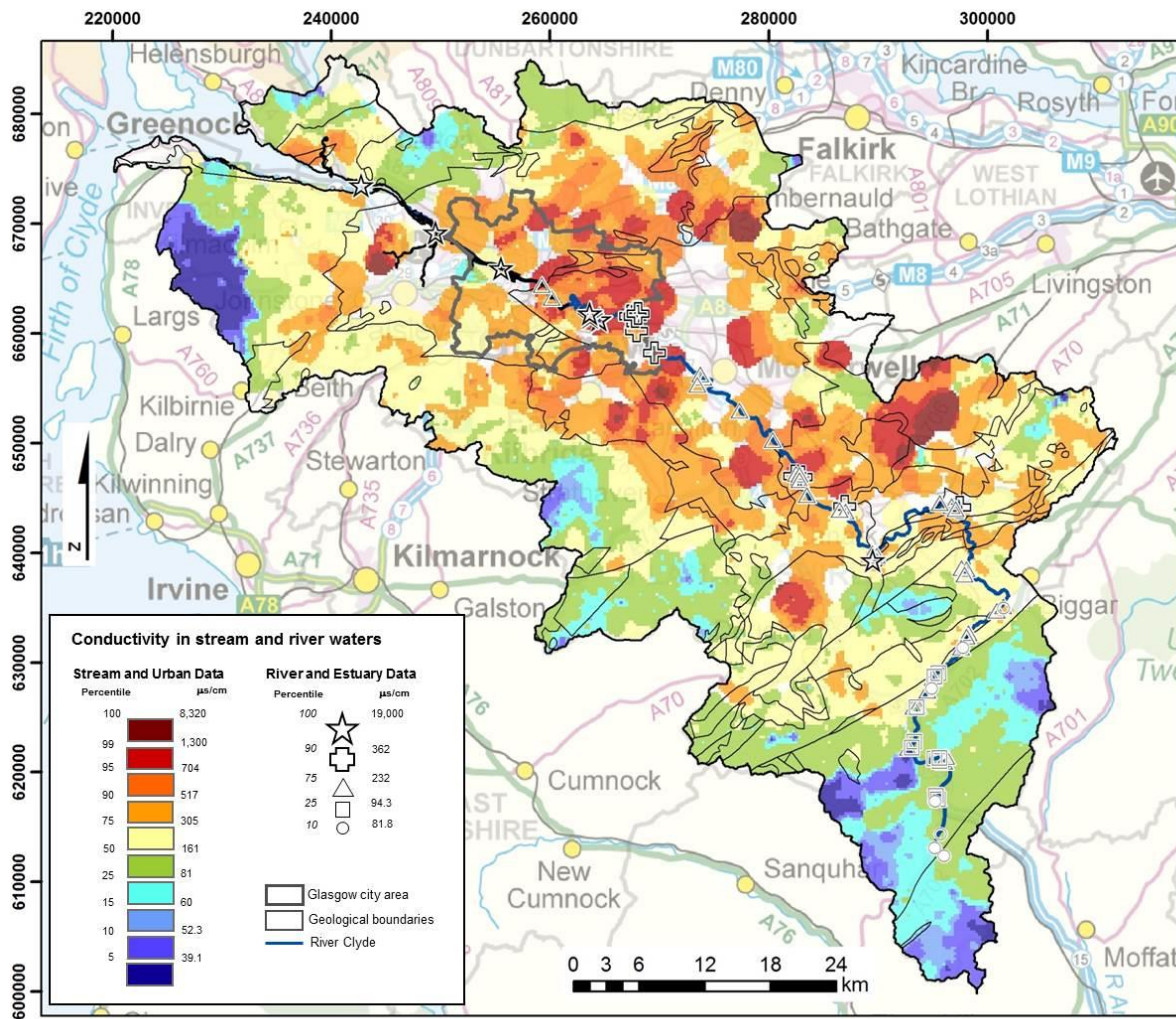 220000 240000 260000 280000 300000
680000
670000
660000
650000
640000
630000
620000
610000
600000
Helensburgh
DUNBARTONSHIRE
A81
A809
M80
Denny
Kincardine
Br
Rosyth
Greenock
Falkirk
FALKIRK
M9
A90
WEST
LOTHIAN
A801
mbernauld
Bathgate
M8
A705
Livingston
Firth of Clyde
A78
Largs
A760
Beith
Kilbirnie
Dalry
A737
A736
Stewarton
A735
Kilwinning
Kilmarnock
A71
Irvine
A78
Galston
A70
Biggar
A70
A701
A76
Cumnock
New
Cumnock
Sanquha
A76
Moffat
N
Conductivity in stream and river waters
Stream and Urban Data
Percentile µs/cm
100 8,320
99 1,300
95 704
90 517
75 305
50 161
25 81
15 60
10 52.3
5 39.1
River and Estuary Data
Percentile µs/cm
100 19,000
90 362
75 232
25 94.3
10 81.8
Glasgow city area
Geological boundaries
River Clyde
0 3 6 12 18 24
km